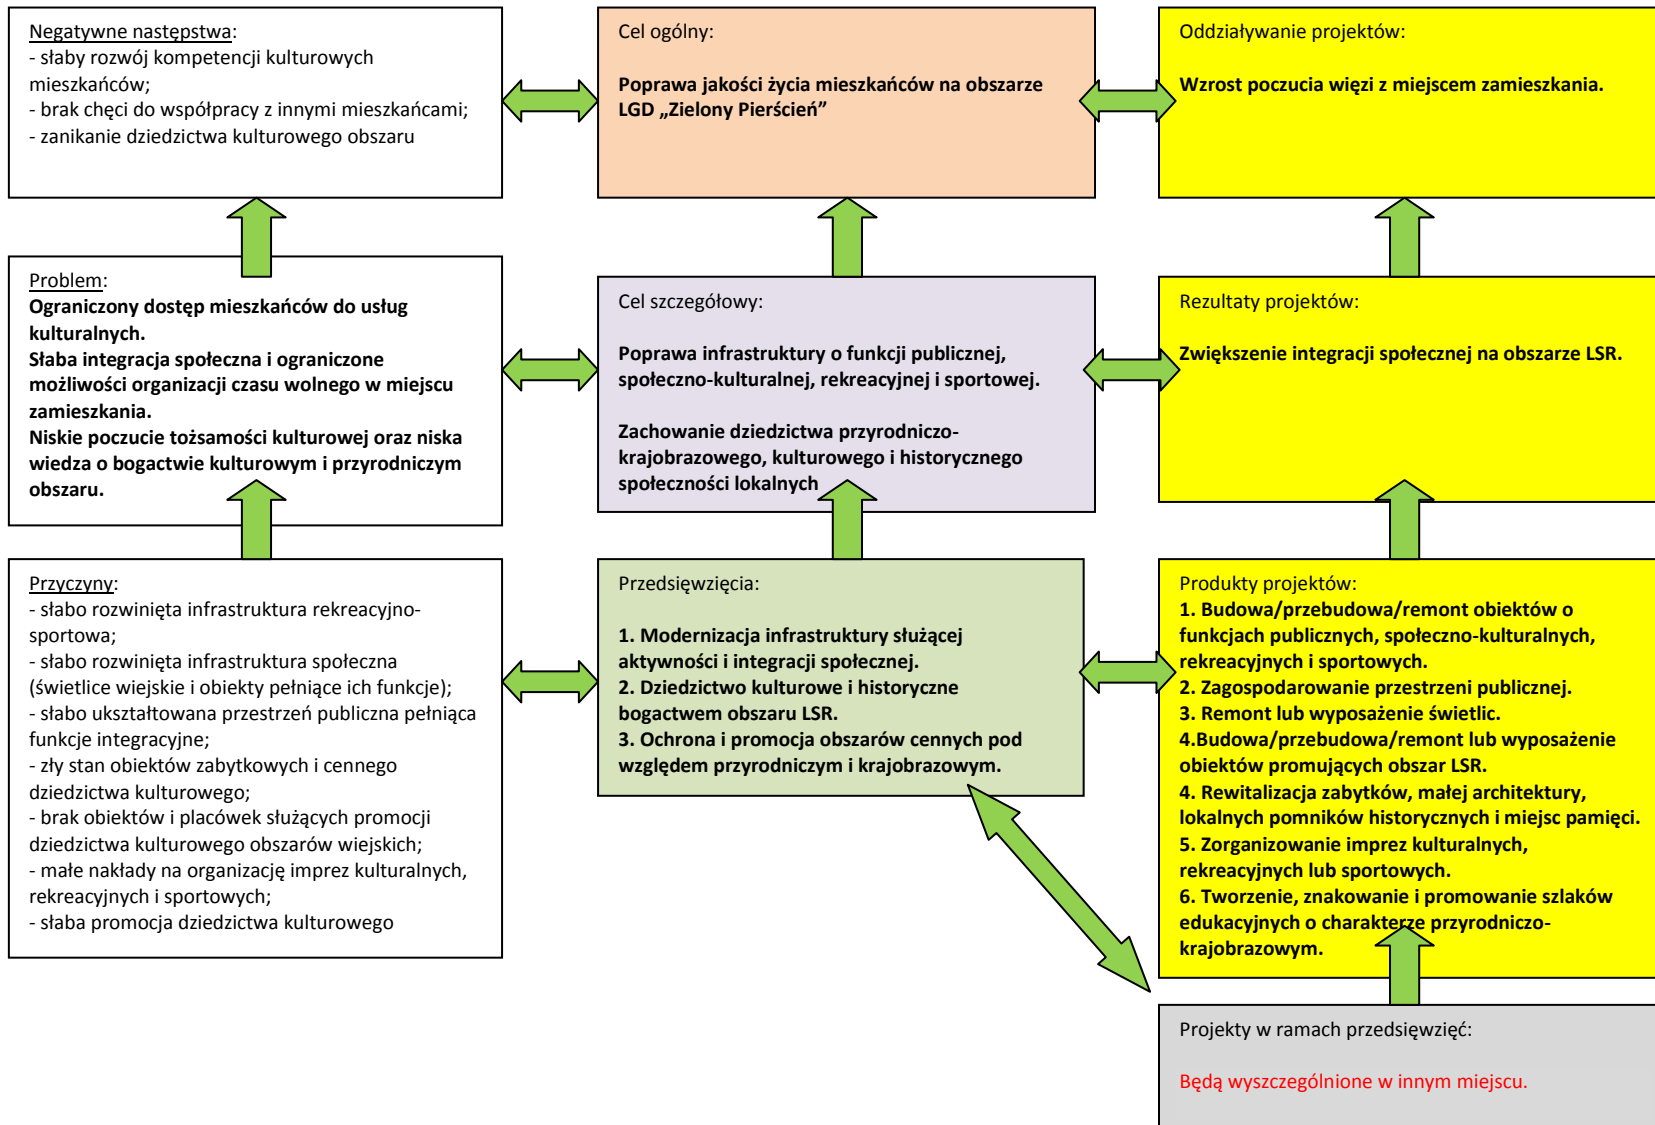 Negatywne następstwa:
- słaby rozwój kompetencji kulturowych
mieszkańców;
- brak chęci do współpracy z innymi mieszkańcami;
- zanikanie dziedzictwa kulturowego obszaru
Cel ogólny:
Poprawa jakości życia mieszkańców na obszarze
LGD „Zielony Pierścień”
Oddziaływanie projektów:
Wzrost poczucia więzi z miejscem zamieszkania.
Problem:
Ograniczony dostęp mieszkańców do usług
kulturalnych.
Słaba integracja społeczna i ograniczone
możliwości organizacji czasu wolnego w miejscu
zamieszkania.
Niskie poczucie tożsamości kulturowej oraz niska
wiedza o bogactwie kulturowym i przyrodniczym
obszaru.
Cel szczegółowy:
Poprawa infrastruktury o funkcji publicznej,
społeczno-kulturalnej, rekreacyjnej i sportowej.
Zachowanie dziedzictwa przyrodniczo-
krajobrazowego, kulturowego i historycznego
społeczności lokalnych
Rezultaty projektów:
Zwiększenie integracji społecznej na obszarze LSR.
Przyczyny:
- słabo rozwinięta infrastruktura rekreacyjno-
sportowa;
- słabo rozwinięta infrastruktura społeczna
(świetlice wiejskie i obiekty pełniące ich funkcje);
- słabo ukształtowana przestrzeń publiczna pełniąca
funkcje integracyjne;
- zły stan obiektów zabytkowych i cennego
dziedzictwa kulturowego;
- brak obiektów i placówek służących promocji
dziedzictwa kulturowego obszarów wiejskich;
- małe nakłady na organizację imprez kulturalnych,
rekreacyjnych i sportowych;
- słaba promocja dziedzictwa kulturowego
Przedsięwzięcia:
1. Modernizacja infrastruktury służącej
aktywności i integracji społecznej.
2. Dziedzictwo kulturowe i historyczne
bogactwem obszaru LSR.
3. Ochrona i promocja obszarów cennych pod
względem przyrodniczym i krajobrazowym.
Produkty projektów:
1. Budowa/przebudowa/remont obiektów o
funkcjach publicznych, społeczno-kulturalnych,
rekreacyjnych i sportowych.
2. Zagospodarowanie przestrzeni publicznej.
3. Remont lub wyposażenie świetlic.
4.Budowa/przebudowa/remont lub wyposażenie
obiektów promujących obszar LSR.
4. Rewitalizacja zabytków, małej architektury,
lokalnych pomników historycznych i miejsc pamięci.
5. Zorganizowanie imprez kulturalnych,
rekreacyjnych lub sportowych.
6. Tworzenie, znakowanie i promowanie szlaków
edukacyjnych o charakterze przyrodniczo-
krajobrazowym.
Projekty w ramach przedsięwzięć:
Będą wyszczególnione w innym miejscu.